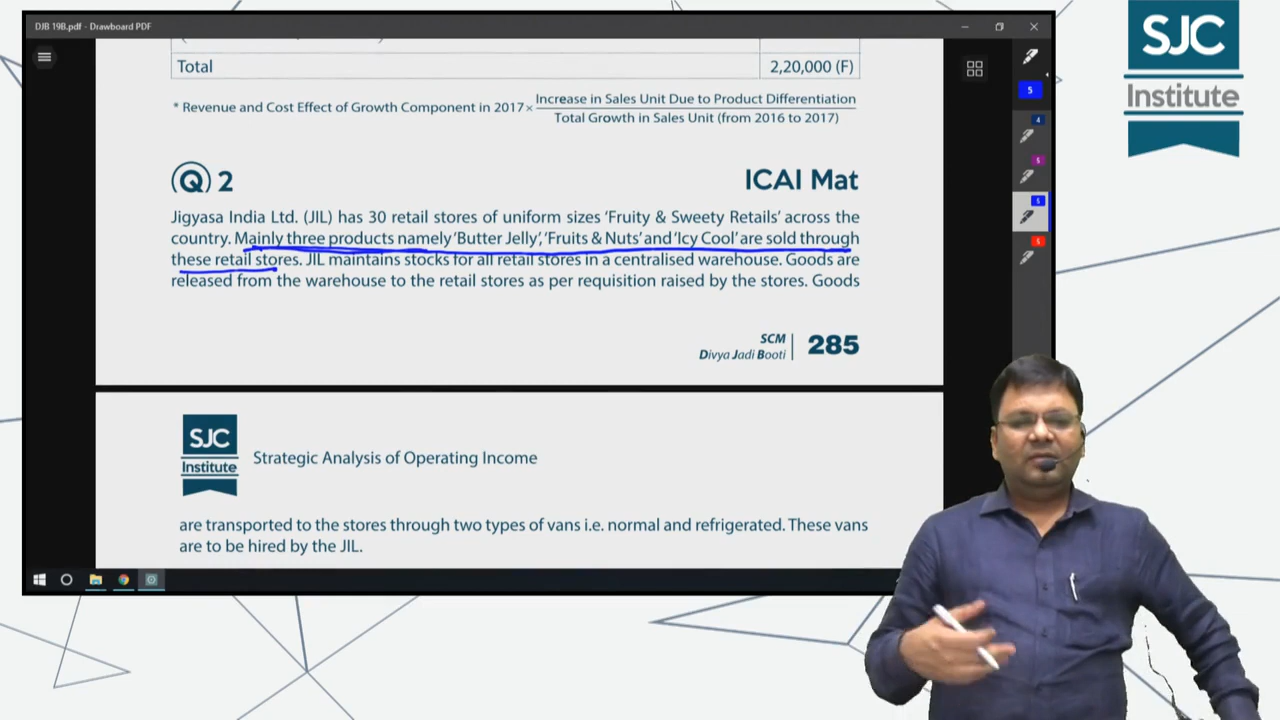 DJB 19B.pdf - Drawboard PDF
SJC
Institute
Total 2,20,000 (F)
* Revenue and Cost Effect of Growth Component in 2017× Increase in Sales Unit Due to Product Differentiation
Total Growth in Sales Unit (from 2016 to 2017)
Q 2 ICAI Mat
Jigyasa India Ltd. (JIL) has 30 retail stores of uniform sizes ‘Fruity & Sweety Retails’ across the
country. Mainly three products namely ‘Butter Jelly’, ‘Fruits & Nuts’ and ‘Icy Cool’ are sold through
these retail stores. JIL maintains stocks for all retail stores in a centralised warehouse. Goods are
released from the warehouse to the retail stores as per requisition raised by the stores. Goods
SCM
Divya Jadi Booti 285
SJC
Institute
Strategic Analysis of Operating Income
are transported to the stores through two types of vans i.e. normal and refrigerated. These vans
are to be hired by the JIL.
5
4
5
5
5